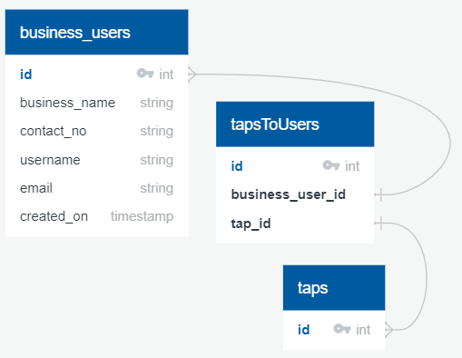 business_users
id int
business_name string
contact_no string
username string
email string
created_on timestamp
tapsToUsers
id int
business_user_id
tap_id
taps
id int